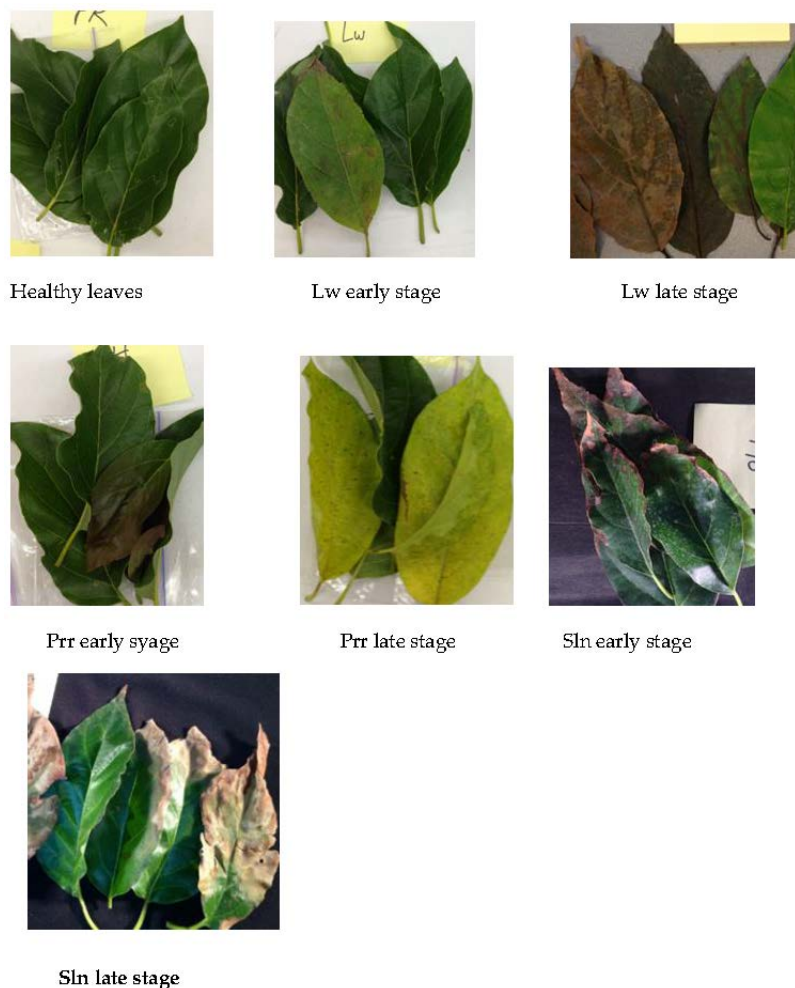 Lw
Healthy leaves
Lw early stage
Lw late stage
Prr early syage
Prr late stage
Sln early stage
Sln late stage